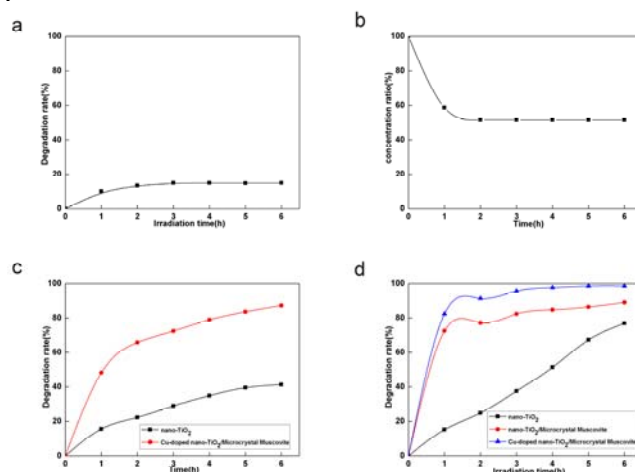 a
100
80
60
40
20
0
Degradation rate(%)
0 1 2 3 4 5 6
Irradiation time(h)
b
100
80
60
40
20
0
concentration ratio(%)
0 1 2 3 4 5 6
Time(h)
c
100
80
60
40
20
0
Degradation rate(%)
nano-TiO2
Cu-doped nano-TiO2/Microcrystal Muscovite
0 1 2 3 4 5 6
Time(h)
d
100
80
60
40
20
0
Degradation rate(%)
nano-TiO2
nano-TiO2/Microcrystal Muscovite
Cu-doped nano-TiO2/Microcrystal Muscovite
0 1 2 3 4 5 6
Irradiation time(h)